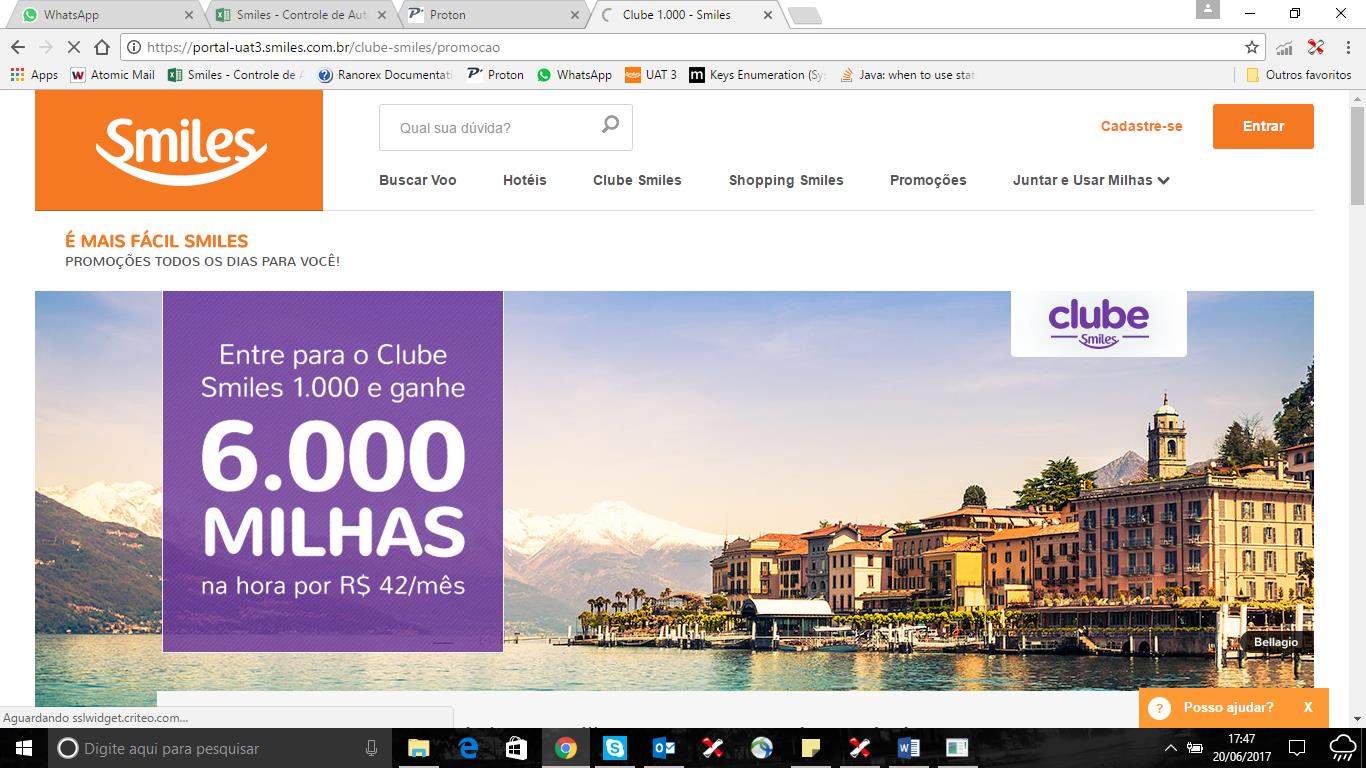 WhatsApp
Smiles - Controle de Aut
Proton
Clube 1.000 - Smiles
https://portal-uat3.smiles.com.br/clube-smiles/promocao
Apps
Atomic Mail
Smiles - Controle de A
Ranorex Documentati
Proton
WhatsApp
UAT 3
Keys Enumeration (Sy
Java: when to use stat
Outros favoritos
Smiles
Qual sua dúvida?
Cadastre-se
Entrar
Buscar Voo
Hotéis
Clube Smiles
Shopping Smiles
Promoções
Juntar e Usar Milhas
É MAIS FÁCIL SMILES
PROMOÇÕES TODOS OS DIAS PARA VOCÊ!
Entre para o Clube
Smiles 1.000 e ganhe
6.000
MILHAS
na hora por R$ 42/mês
clube
Smiles
Bellagio
Posso ajudar?
X
Aguardando sslwidget.criteo.com...
Digite aqui para pesquisar
17:47
20/06/2017